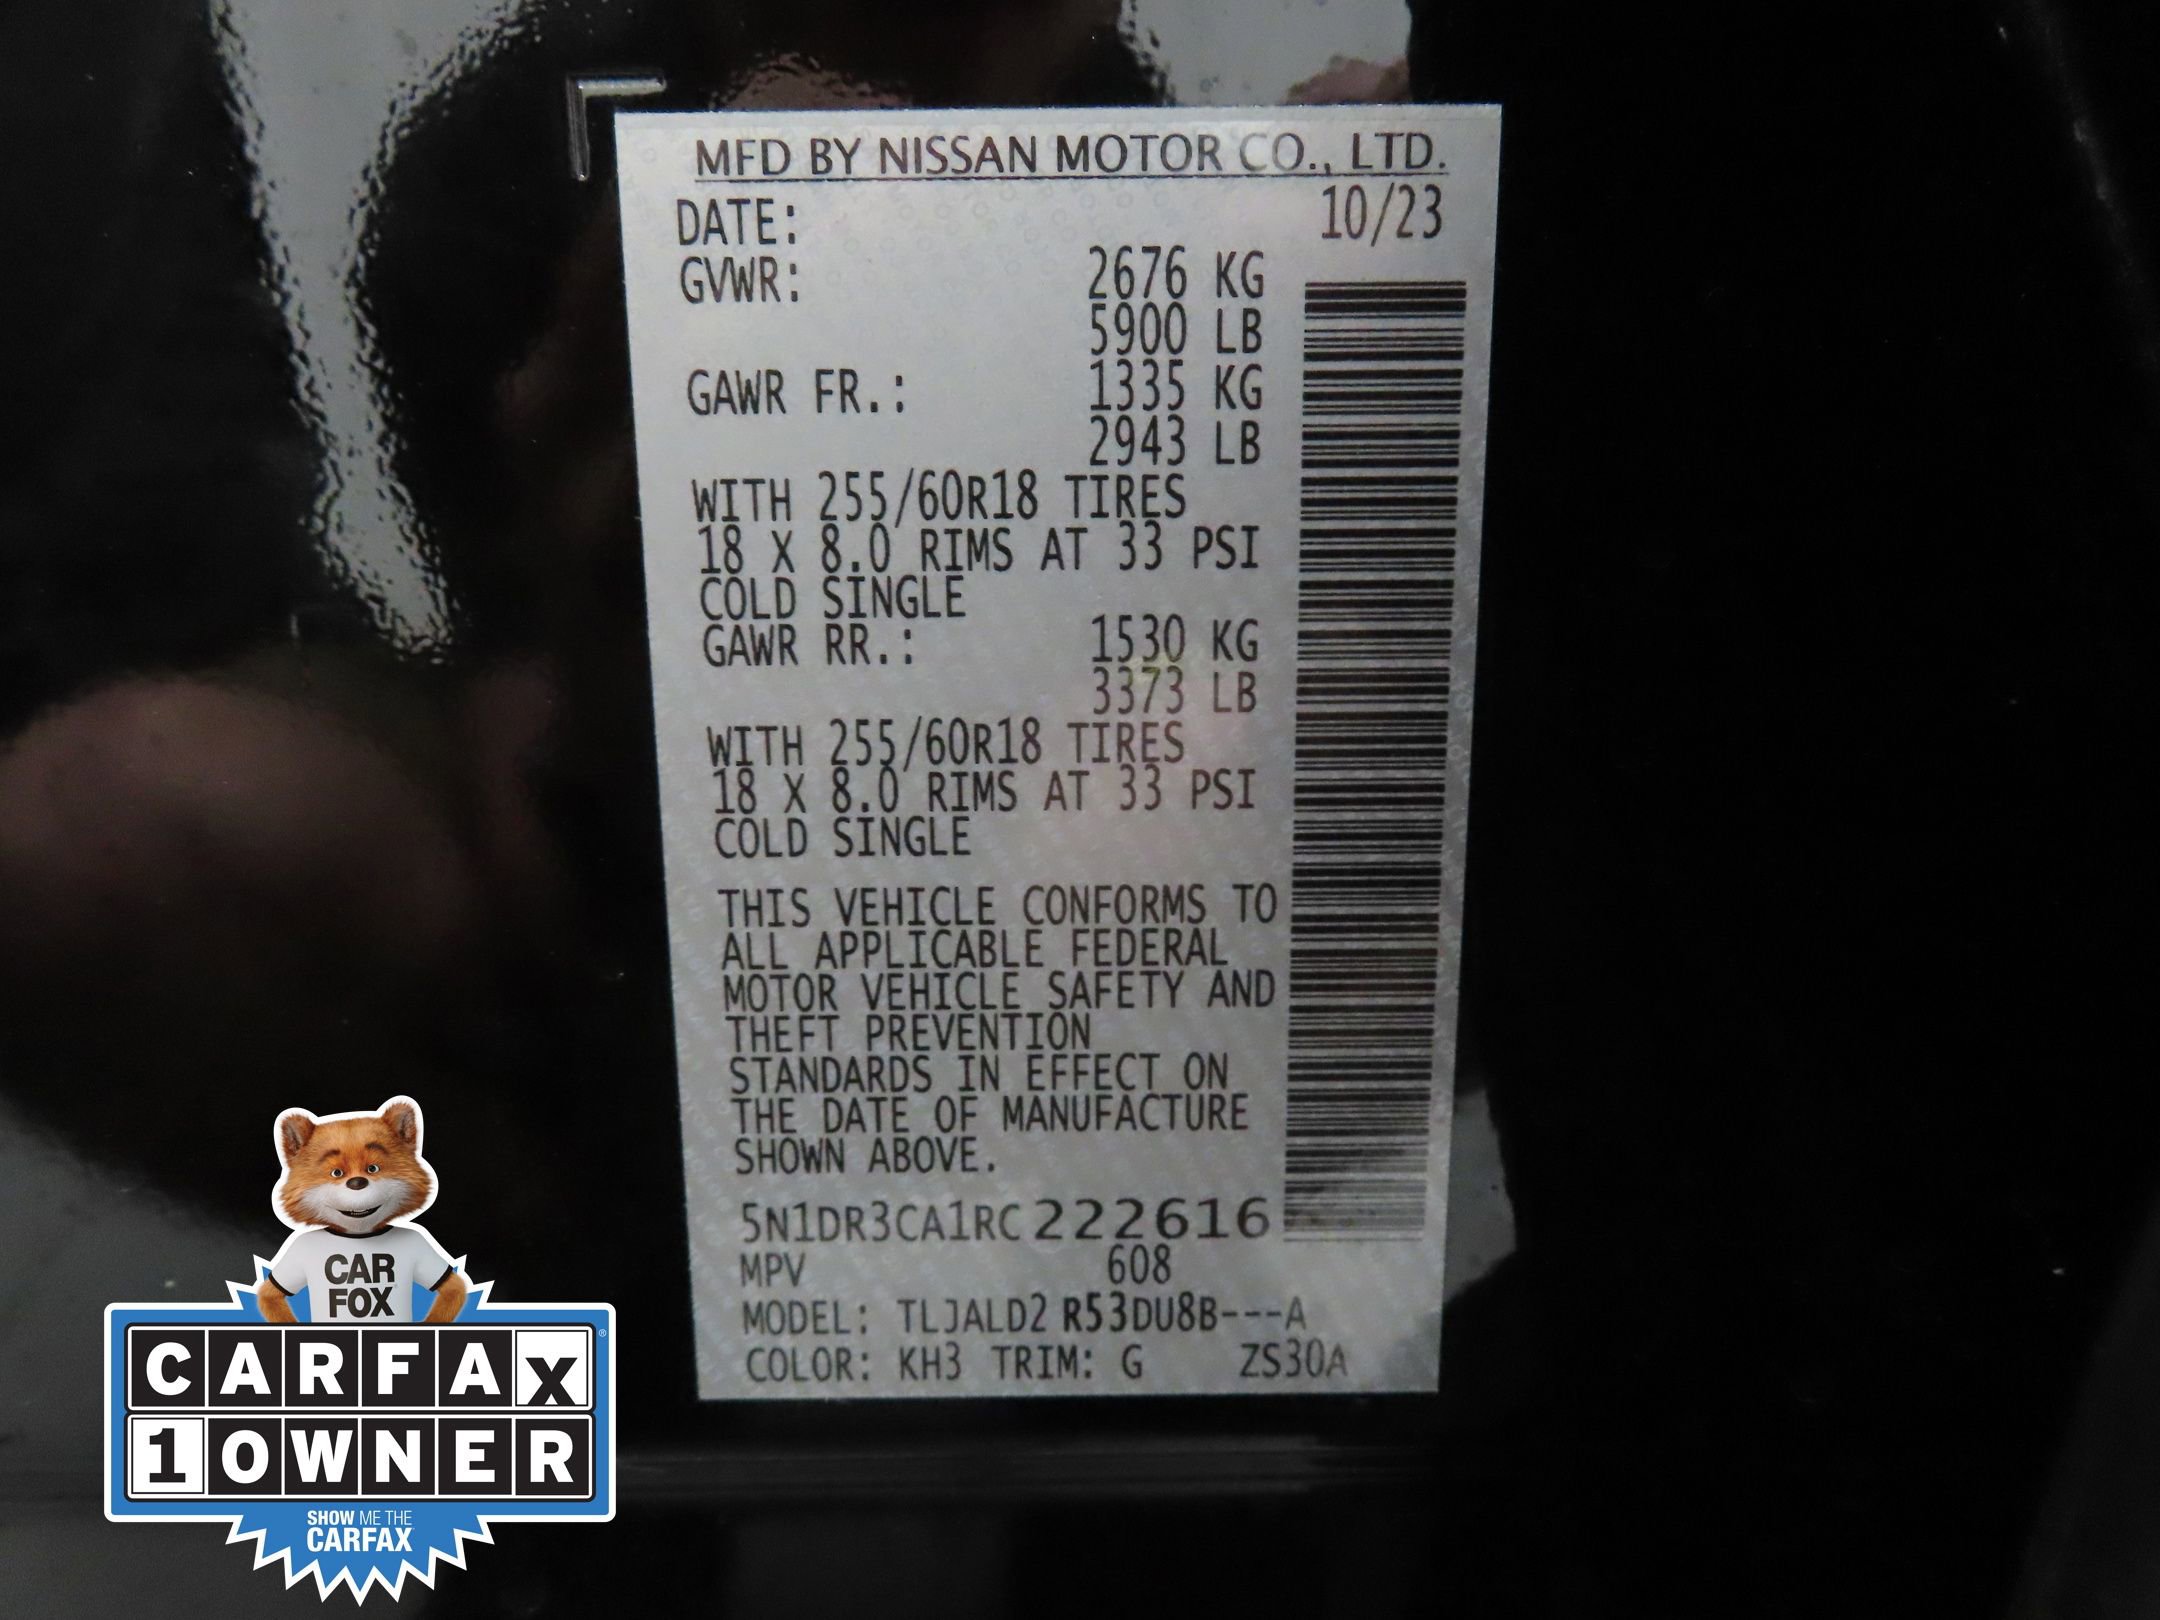 MFD BY NISSAN MOTOR CO., LTD.
DATE: 10/23
GVWR: 2676 KG
5900 LB
GAWR FR.: 1335 KG
2943 LB
WITH 255/60R18 TIRES
18 X 8.0 RIMS AT 33 PSI
COLD SINGLE
GAWR RR.: 1530 KG
3373 LB
WITH 255/60R18 TIRES
18 X 8.0 RIMS AT 33 PSI
COLD SINGLE
THIS VEHICLE CONFORMS TO
ALL APPLICABLE FEDERAL
MOTOR VEHICLE SAFETY AND
THEFT PREVENTION
STANDARDS IN EFFECT ON
THE DATE OF MANUFACTURE
SHOWN ABOVE.
5N1DR3CA1RC222616
MPV 608
MODEL: TLJALD2 R53DU8B---A
COLOR: KH3 TRIM: G ZS30A
CAR
FOX
CARFAX®
1 OWNER
SHOW ME THE
CARFAX